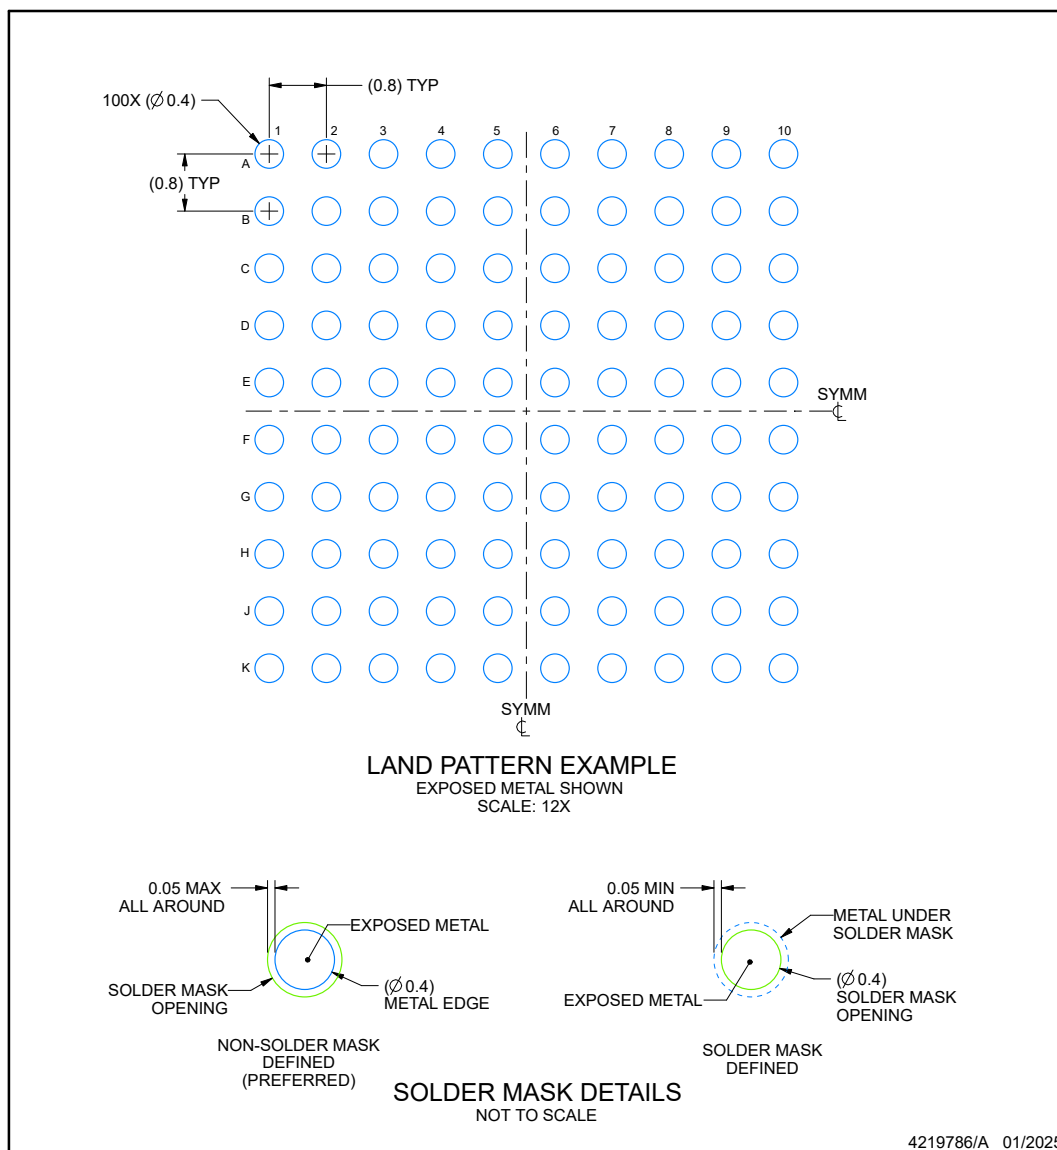 (0.8) TYP
100X (∅0.4)
1 2 3 4 5 6 7 8 9 10
A
(0.8) TYP
B
C
D
E
SYMM
℄
F
G
H
J
K
SYMM
℄
LAND PATTERN EXAMPLE
EXPOSED METAL SHOWN
SCALE: 12X
0.05 MAX
ALL AROUND
EXPOSED METAL
SOLDER MASK
OPENING
(∅0.4)
METAL EDGE
NON-SOLDER MASK
DEFINED
(PREFERRED)
0.05 MIN
ALL AROUND
METAL UNDER
SOLDER MASK
EXPOSED METAL
(∅0.4)
SOLDER MASK
OPENING
SOLDER MASK
DEFINED
SOLDER MASK DETAILS
NOT TO SCALE
4219786/A 01/2025